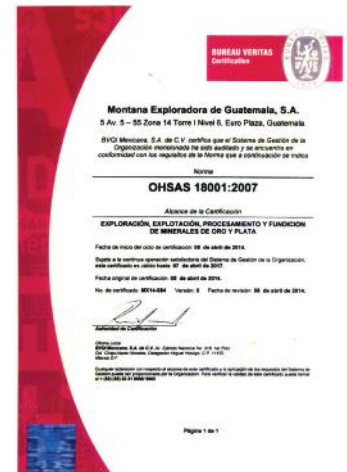 BUREAU VERITAS
Certification
Montana Exploradora de Guatemala, S.A.
5 Av. 5 – 55 Zona 14 Torre I Nivel 6, Euro Plaza, Guatemala.
BVQI Mexicana, S.A. de C.V. certifica que el Sistema de Gestión de la
Organización mencionada ha sido auditado y se encuentra en
conformidad con los requisitos de la Norma que a continuación se indica
Norma
OHSAS 18001:2007
Alcance de la Certificación
EXPLORACIÓN, EXPLOTACIÓN, PROCESAMIENTO Y FUNDICION
DE MINERALES DE ORO Y PLATA
Fecha de inicio del ciclo de certificación: 08 de abril de 2014.
Sujeto a la continua operación satisfactoria del Sistema de Gestión de la Organización,
este certificado es válido hasta: 07 de abril de 2017.
Fecha original de certificación: 08 de abril de 2014.
No. de certificado: MX14-084 Versión: 0 Fecha de revisión: 08 de abril de 2014.
Autoridad de Certificación
Página 1 de 1